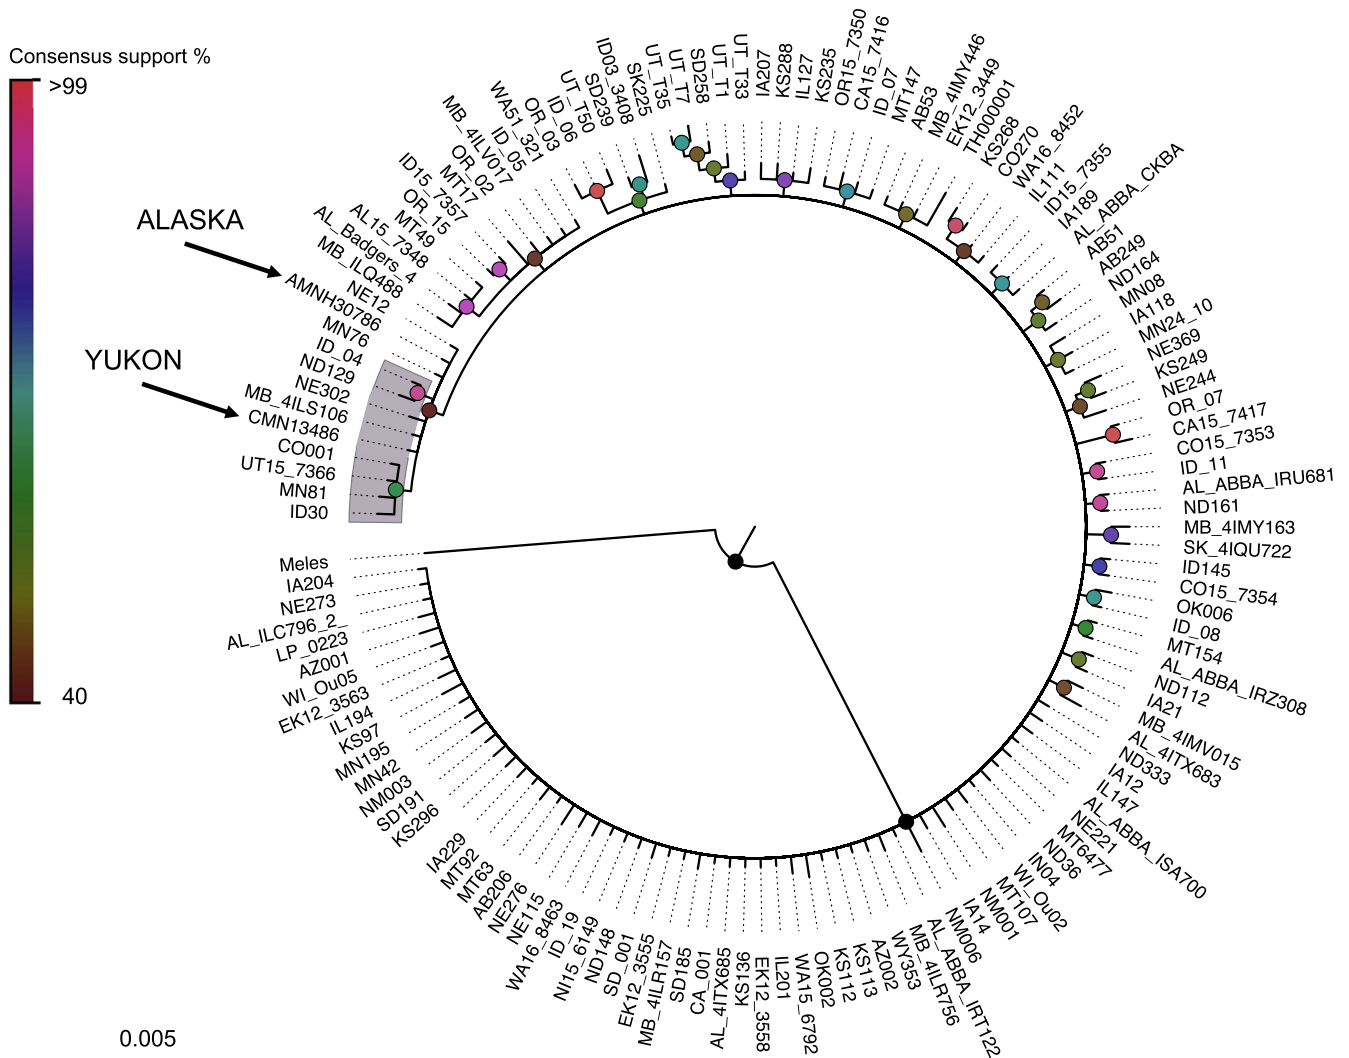 Consensus support %
>99
40
ALASKA
YUKON
0.005
Meles
ID30
MN81
UT15_7366
CO001
CMN13486
MB_4ILS106
NE302
ND129
ID_04
MN76
AMNH30786
NE12
MB_ILQ488
AL_Badgers_4
AL15_7348
MT49
OR_15
ID15_7357
MT17
OR_02
MB_4ILV017
ID_05
WA51_321
OR_03
ID_06
UT_T50
SD239
ID03_3408
SK225
UT_T35
UT_T7
SD258
UT_T1
UT_T33
IA207
KS288
IL127
KS235
OR15_7350
CA15_7416
ID_07
MT147
AB53
MB_4IMY446
EK12_3449
TH000001
KS268
CO270
WA16_8452
IL111
ID15_7355
IA189
AL_ABBA_CKBA
AB51
AB249
ND164
MN08
IA118
MN24_10
NE369
KS249
NE244
OR_07
CA15_7417
CO15_7353
ID_11
AL_ABBA_IRU681
ND161
MB_4IMY163
SK_4IQU722
ID145
CO15_7354
OK006
ID_08
MT154
AL_ABBA_IRZ308
ND112
IA21
MB_4IMV015
AL_4ITX683
ND333
IA12
IL147
AL_ABBA_ISA700
NE221
MT6477
ND36
IN04
WI_Ou02
MT107
NM001
IA14
NM006
AL_ABBA_IRT122
MB_4ILR756
WY353
AZ002
KS113
KS112
OK002
WA15_6792
IL201
EK12_3558
KS136
AL_4ITX685
CA_001
SD185
MB_4ILR157
EK12_3555
SD_001
ND148
NI15_6149
ID_19
WA16_8463
NE115
NE276
AB206
MT63
MT92
IA229
KS296
SD191
NM003
MN42
MN195
KS97
IL194
EK12_3563
WI_Ou05
AZ001
LP_0223
AL_ILC796_2_
NE273
IA204